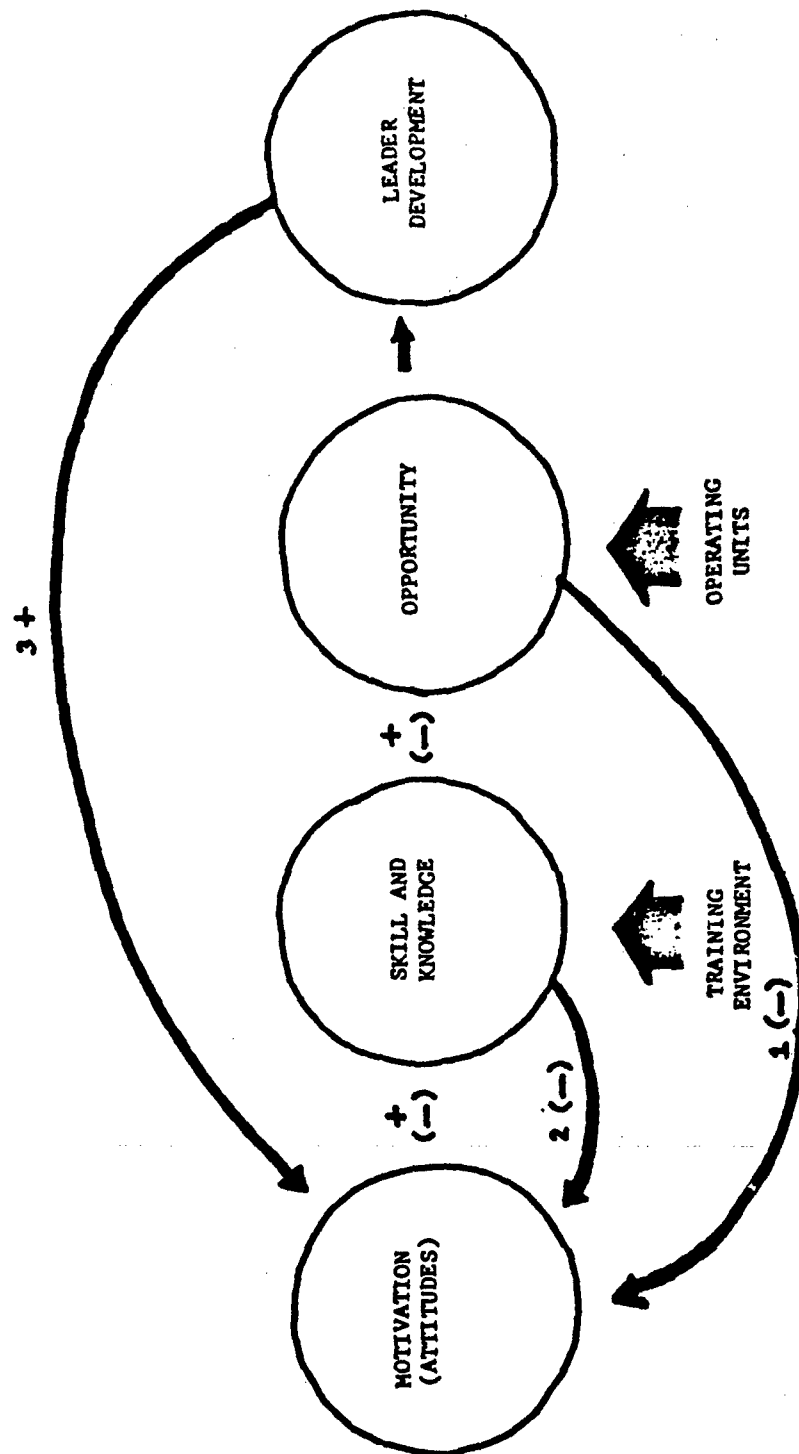 3 +
MOTIVATION
(ATTITUDES)
+
(—)
SKILL AND
KNOWLEDGE
+
(—)
OPPORTUNITY
LEADER
DEVELOPMENT
2 (—)
TRAINING
ENVIRONMENT
OPERATING
UNITS
1 (—)